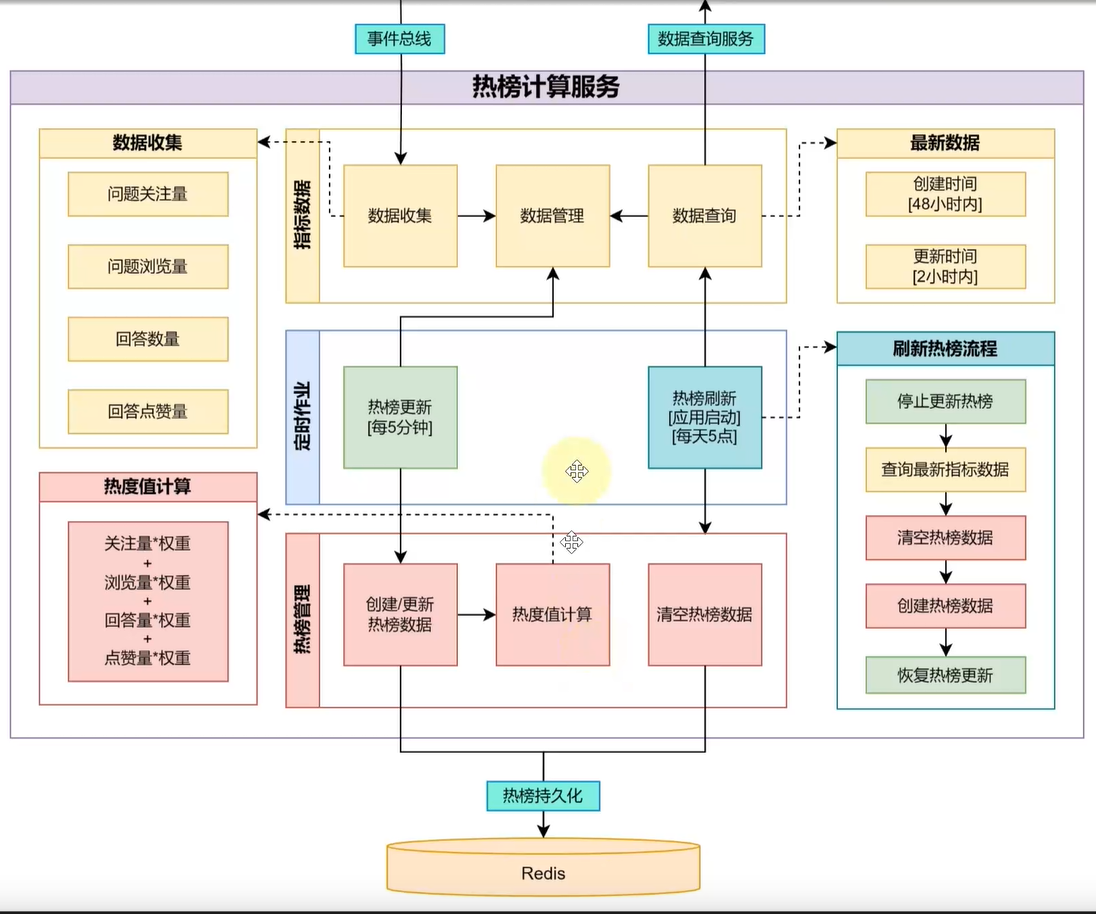 事件总线
数据查询服务
热榜计算服务
数据收集
问题关注量
问题浏览量
回答数量
回答点赞量
指标数据
数据收集
数据管理
数据查询
最新数据
创建时间
[48小时内]
更新时间
[2小时内]
定时作业
热榜更新
[每5分钟]
热榜刷新
[应用启动]
[每天5点]
刷新热榜流程
停止更新热榜
查询最新指标数据
清空热榜数据
创建热榜数据
恢复热榜更新
热度值计算
关注量*权重
+
浏览量*权重
+
回答量*权重
+
点赞量*权重
热榜管理
创建/更新
热榜数据
热度值计算
清空热榜数据
热榜持久化
Redis